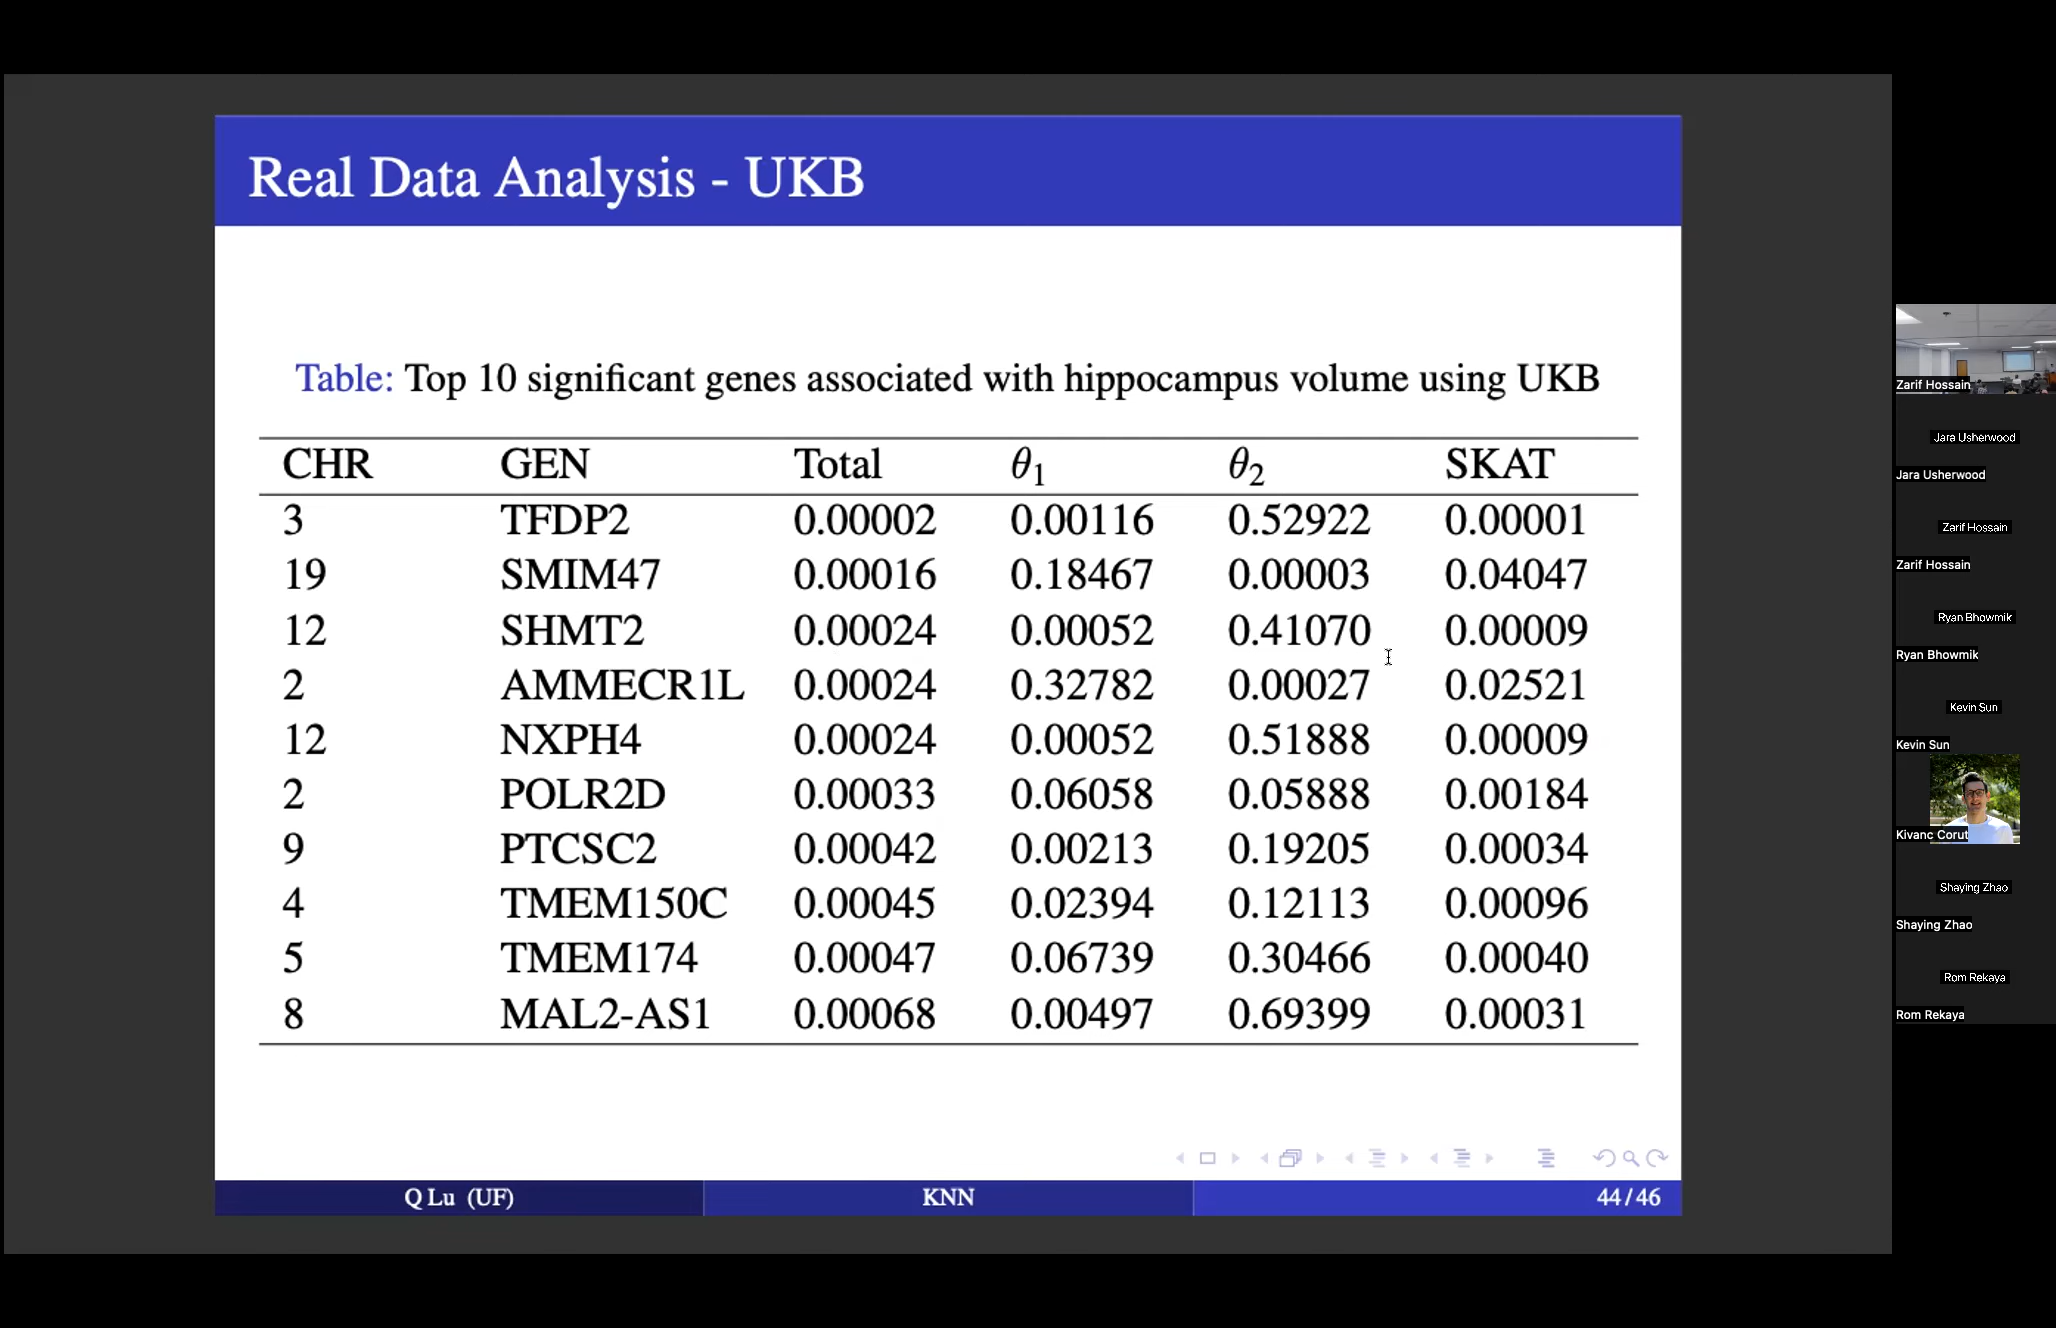 Real Data Analysis - UKB
Table: Top 10 significant genes associated with hippocampus volume using UKB
CHR GEN Total θ1 θ2 SKAT
3 TFDP2 0.00002 0.00116 0.52922 0.00001
19 SMIM47 0.00016 0.18467 0.00003 0.04047
12 SHMT2 0.00024 0.00052 0.41070 0.00009
2 AMMECR1L 0.00024 0.32782 0.00027 0.02521
12 NXPH4 0.00024 0.00052 0.51888 0.00009
2 POLR2D 0.00033 0.06058 0.05888 0.00184
9 PTCSC2 0.00042 0.00213 0.19205 0.00034
4 TMEM150C 0.00045 0.02394 0.12113 0.00096
5 TMEM174 0.00047 0.06739 0.30466 0.00040
8 MAL2-AS1 0.00068 0.00497 0.69399 0.00031
Q Lu (UF) KNN 44 / 46
Zarif Hossain
Jara Usherwood
Jara Usherwood
Zarif Hossain
Zarif Hossain
Ryan Bhowmik
Ryan Bhowmik
Kevin Sun
Kevin Sun
Kivanc Corut
Shaying Zhao
Shaying Zhao
Rom Rekaya
Rom Rekaya